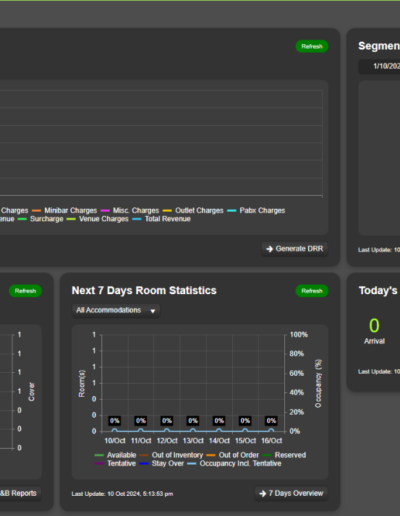 Refresh
Segmen
1/10/202
Charges Minibar Charges Misc. Charges Outlet Charges Pabx Charges
enue Surcharge Venue Charges Total Revenue
→ Generate DRR
Last Update: 10
Refresh
Next 7 Days Room Statistics
Refresh
Today's
All Accommodations
0
Arrival
Last Update: 10
1
1
1
1
0
0
0
Cover
1
1
1
1
0
0
0
Room(s)
100%
80%
60%
40%
20%
0%
Occupancy (%)
0% 0% 0% 0% 0% 0% 0%
10/Oct 11/Oct 12/Oct 13/Oct 14/Oct 15/Oct 16/Oct
Available Out of Inventory Out of Order Reserved
Tentative Stay Over Occupancy Incl. Tentative
&B Reports
Last Update: 10 Oct 2024, 5:13:53 pm
→ 7 Days Overview